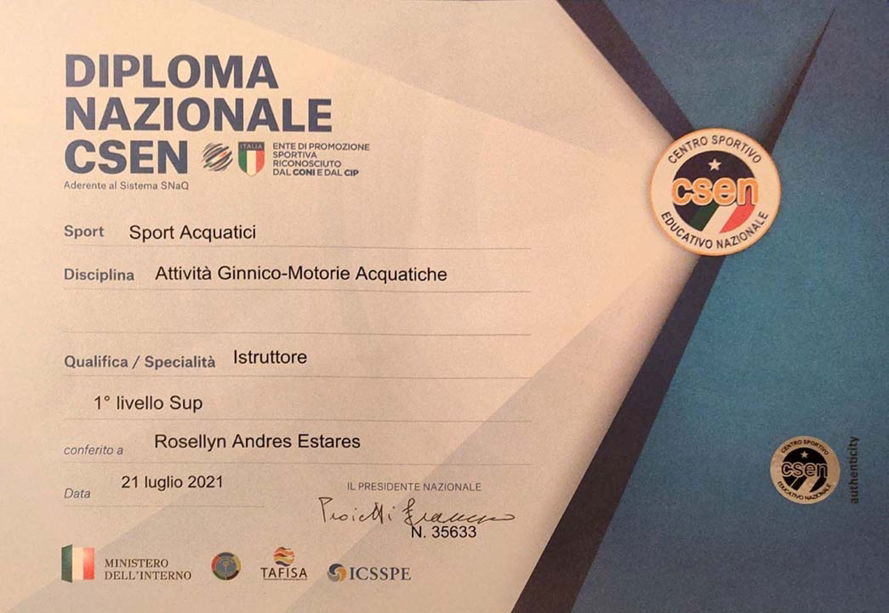 DIPLOMA
NAZIONALE
CSEN
ITALIA
ENTE DI PROMOZIONE
SPORTIVA
RICONOSCIUTO
DAL CONI E DAL CIP
Aderente al Sistema SNaQ
CENTRO SPORTIVO
csen
EDUCATIVO NAZIONALE
Sport Sport Acquatici
Disciplina Attività Ginnico-Motorie Acquatiche
Qualifica / Specialità Istruttore
1° livello Sup
conferito a Rosellyn Andres Estares
Data 21 luglio 2021
IL PRESIDENTE NAZIONALE
Proietti Francesco
N. 35633
CENTRO SPORTIVO
csen
EDUCATIVO NAZIONALE
authenticity
MINISTERO
DELL'INTERNO
TAFISA
ICSSPE